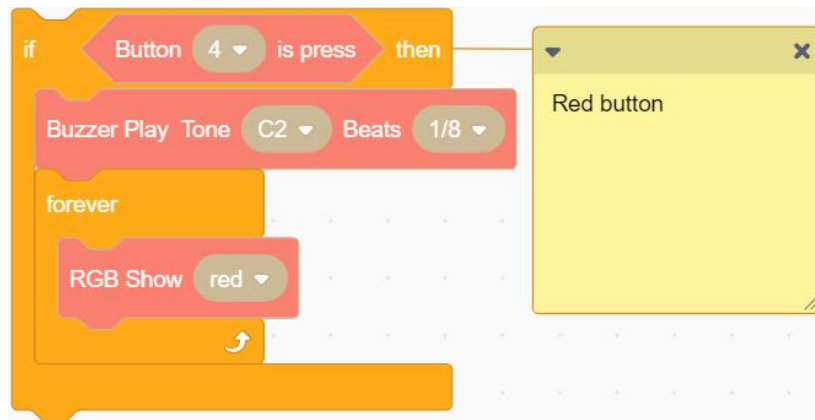 if Button 4 is press then
Red button
Buzzer Play Tone C2 Beats 1/8
forever
RGB Show red